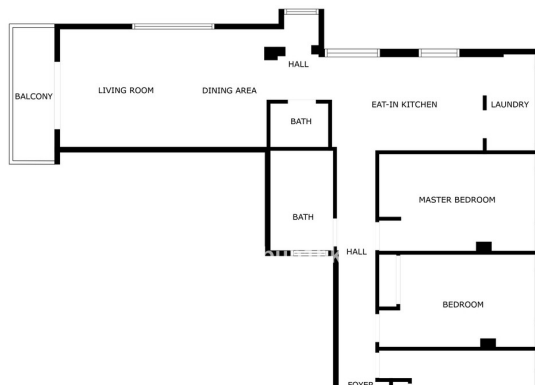 HALL
BALCONY
LIVING ROOM
DINING AREA
EAT-IN KITCHEN
LAUNDRY
BATH
MASTER BEDROOM
BATH
HALL
BEDROOM
FOYER